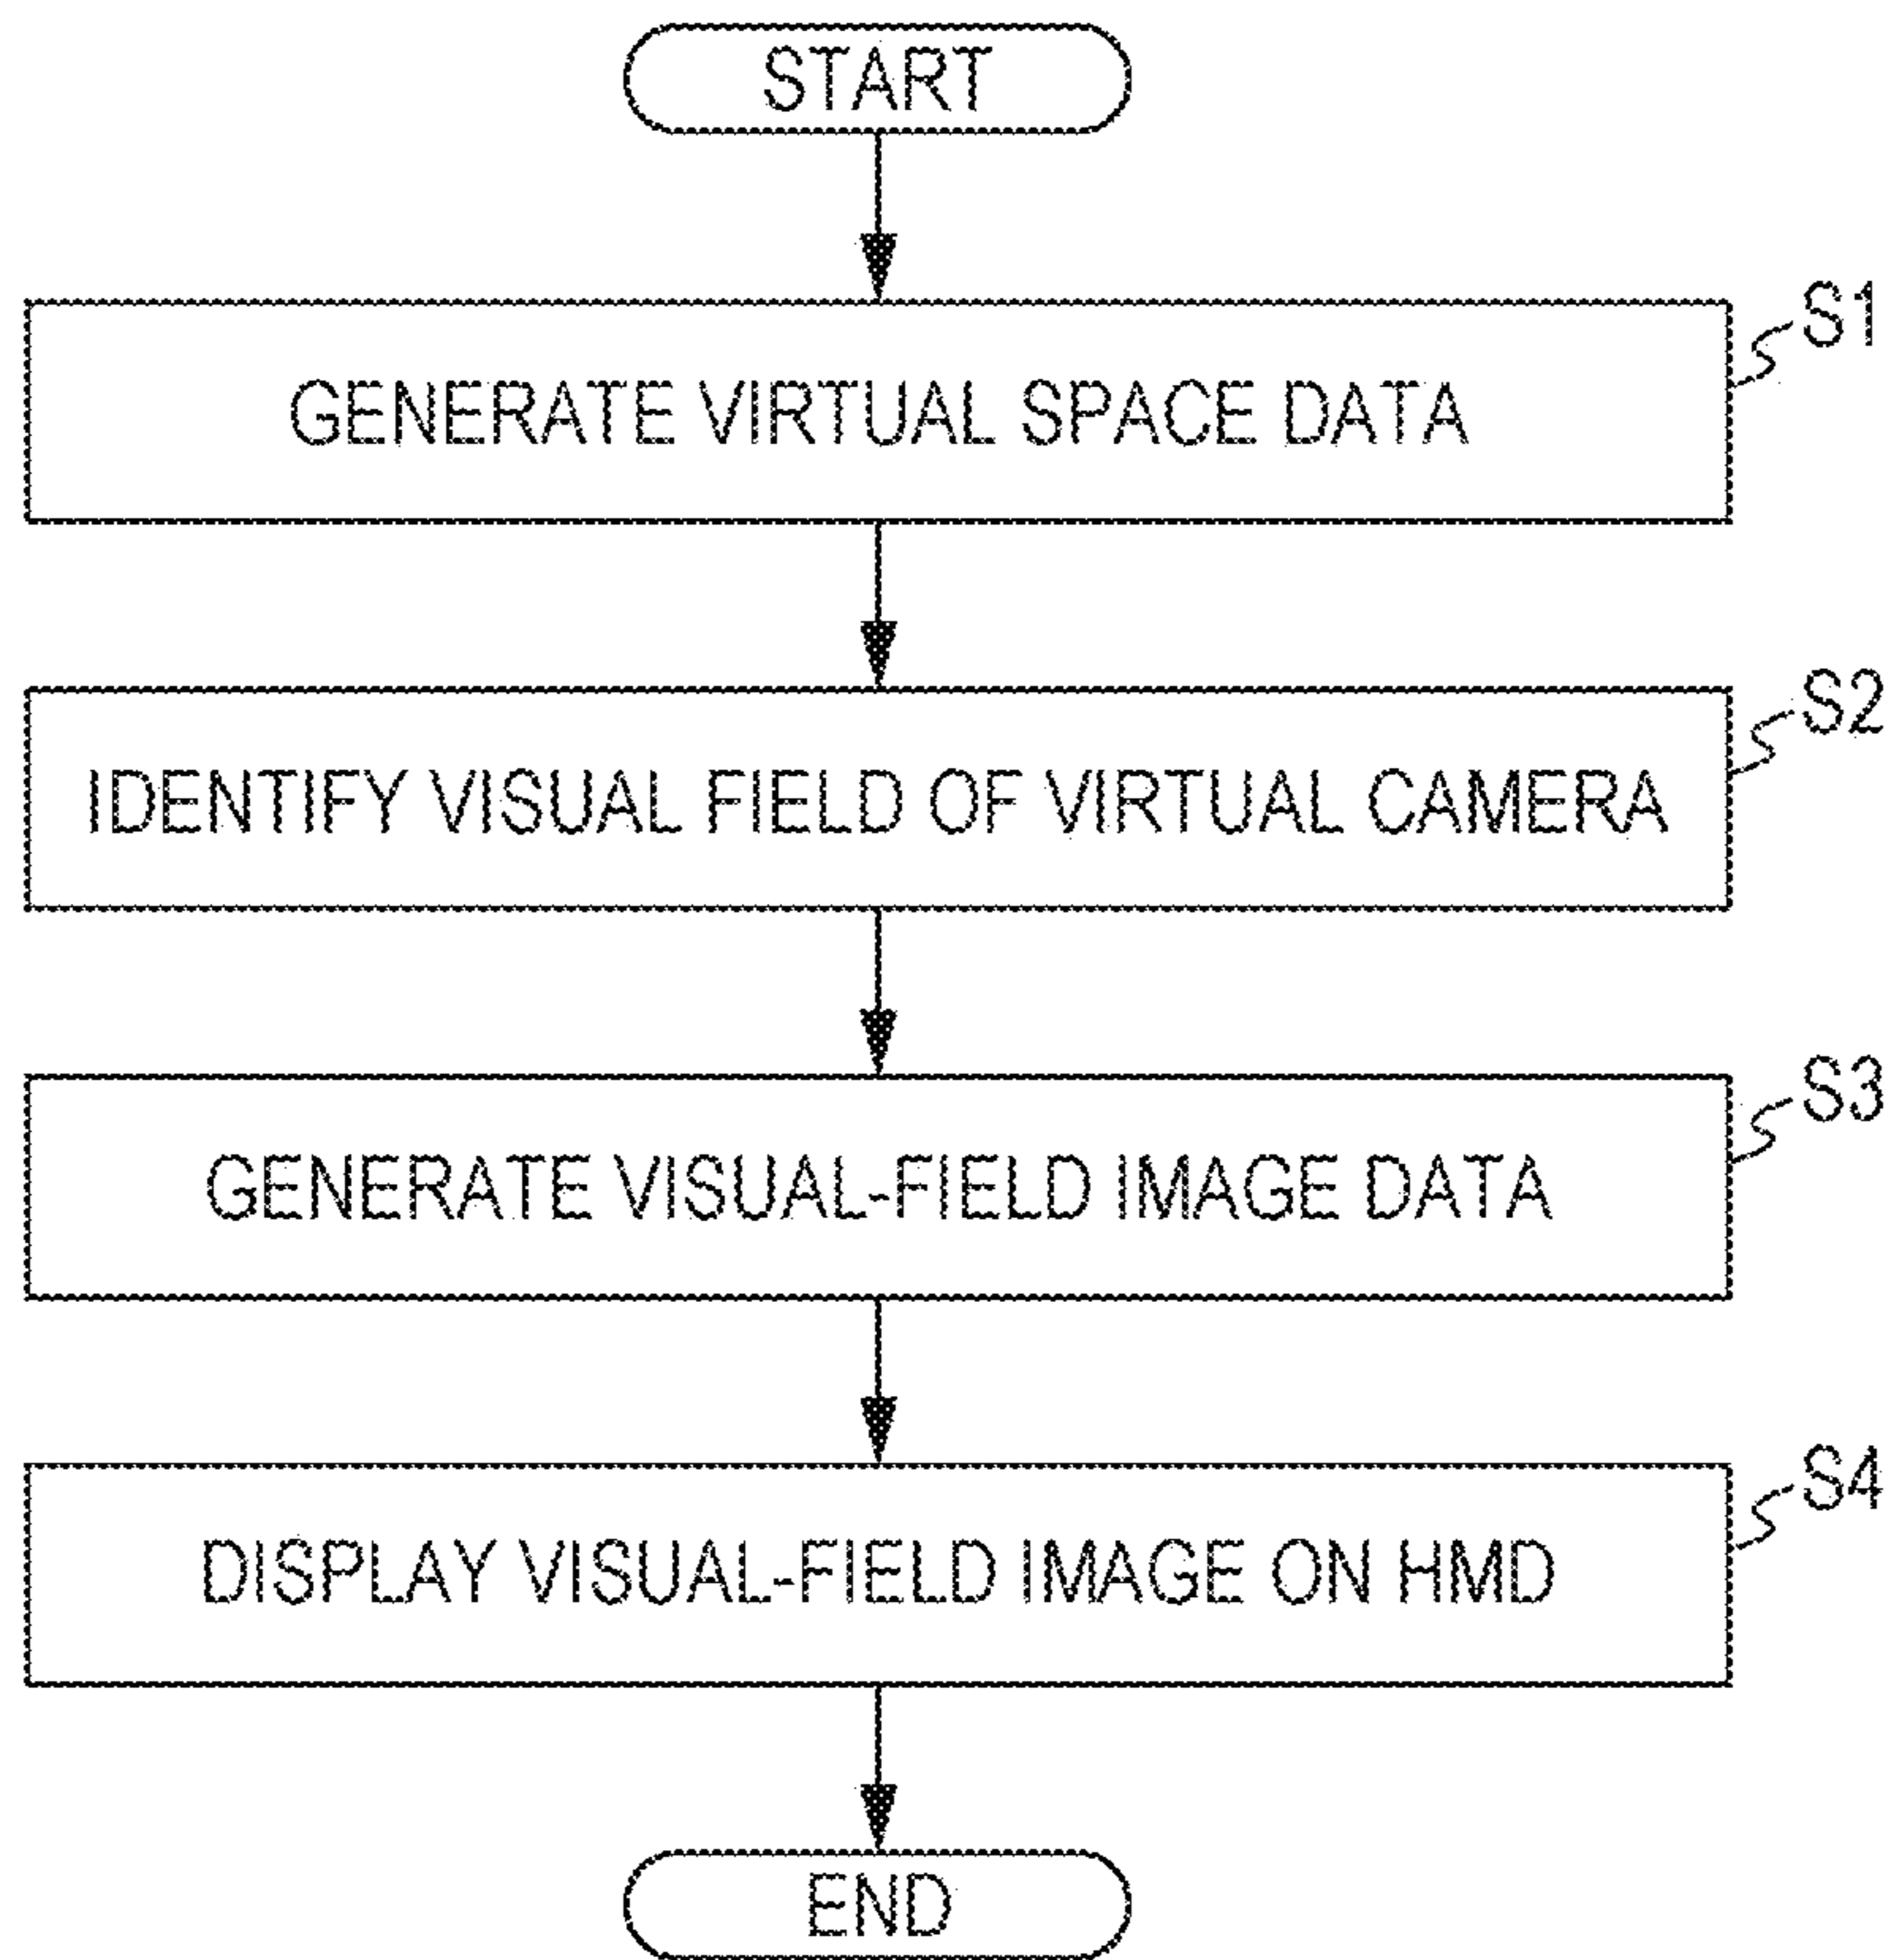 START
S1
GENERATE VIRTUAL SPACE DATA
S2
IDENTIFY VISUAL FIELD OF VIRTUAL CAMERA
S3
GENERATE VISUAL-FIELD IMAGE DATA
S4
DISPLAY VISUAL-FIELD IMAGE ON HMD
END